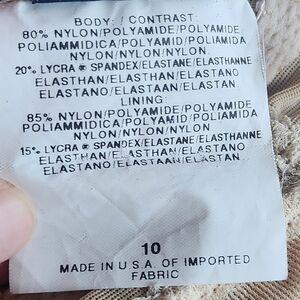 BODY: / CONTRAST:
80% NYLON/POLYAMIDE/POLYAMIDE
POLIAMMIDICA/POLYAMID/POLIAMIDA
NYLON/NYLON/NYLON
20% LYCRA ® SPANDEX/ELASTANE/ELASTHANNE
ELASTHAN/ELASTHAN/ELASTANO
ELASTANO/ELASTAAN/ELASTAN
LINING:
85% NYLON/POLYAMIDE/POLYAMIDE
POLIAMMIDICA/POLYAMID/POLIAMIDA
NYLON/NYLON/NYLON
15% LYCRA ® SPANDEX/ELASTANE/ELASTHANNE
ELASTHAN/ELASTHAN/ELASTANO
ELASTANO/ELASTAAN/ELASTAN
10
MADE IN U.S.A. OF IMPORTED
FABRIC